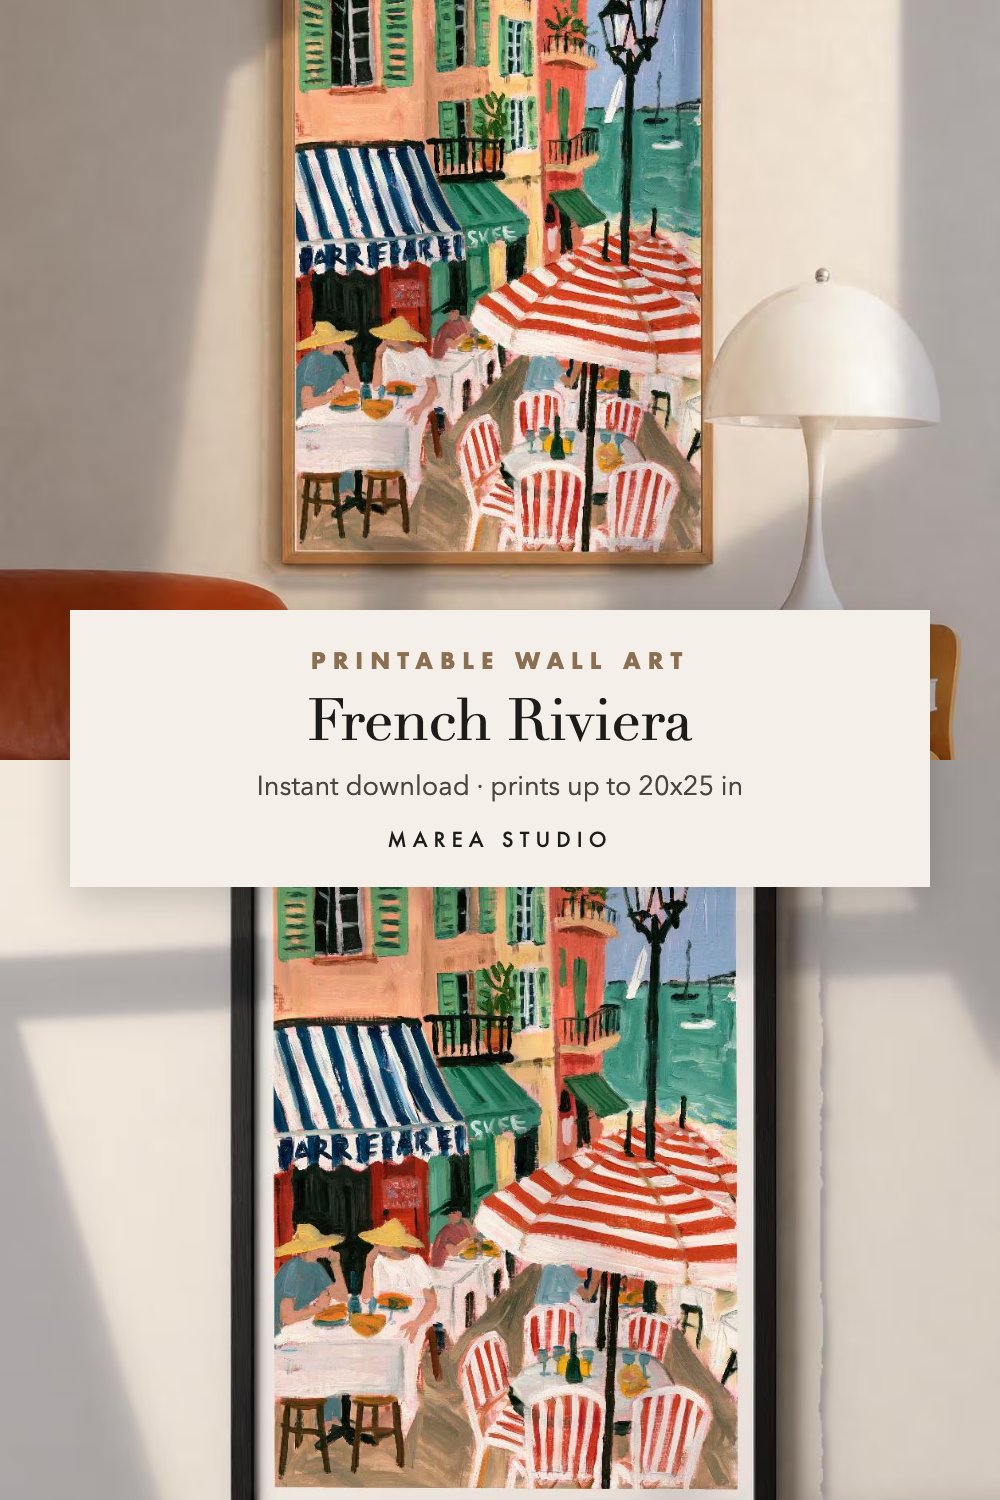 PRINTABLE WALL ART
French Riviera
Instant download · prints up to 20x25 in
MAREA STUDIO